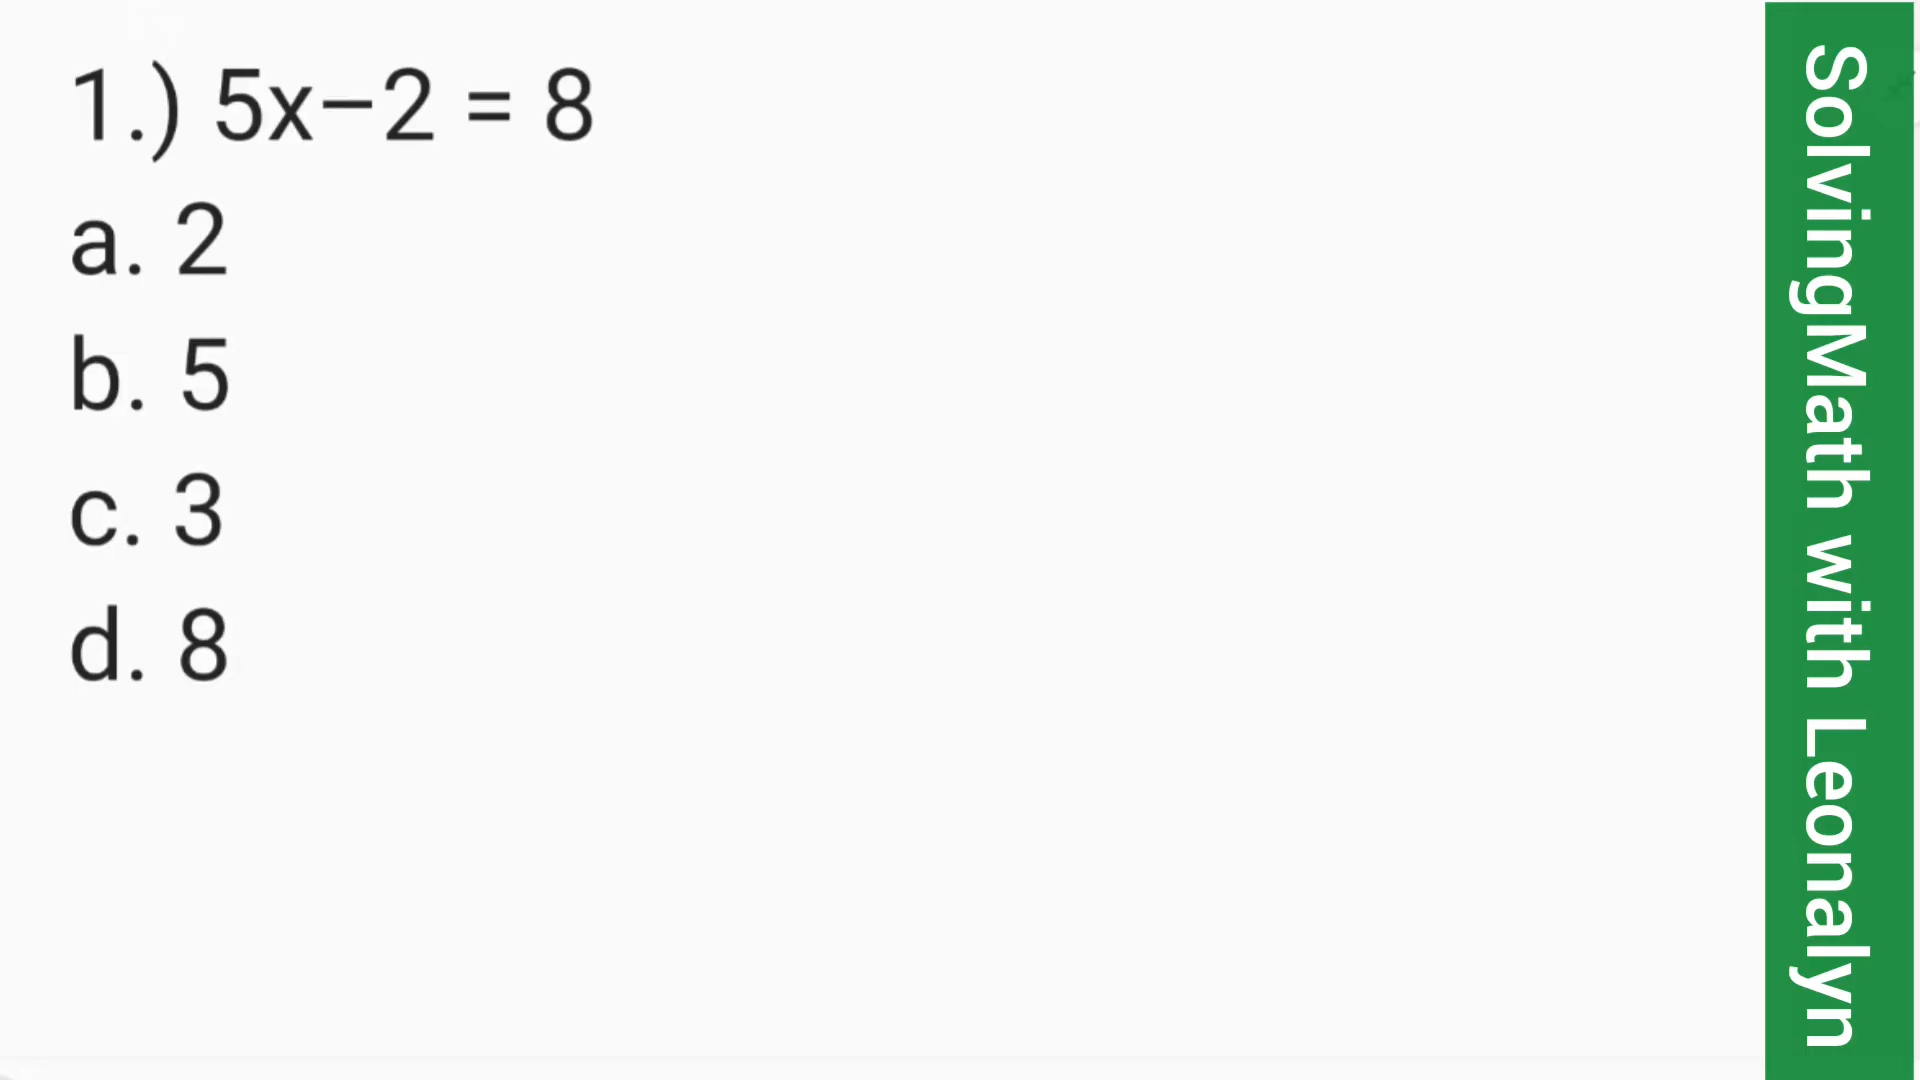 1.) 5x–2 = 8
a. 2
b. 5
c. 3
d. 8
SolvingMath with Leonalyn